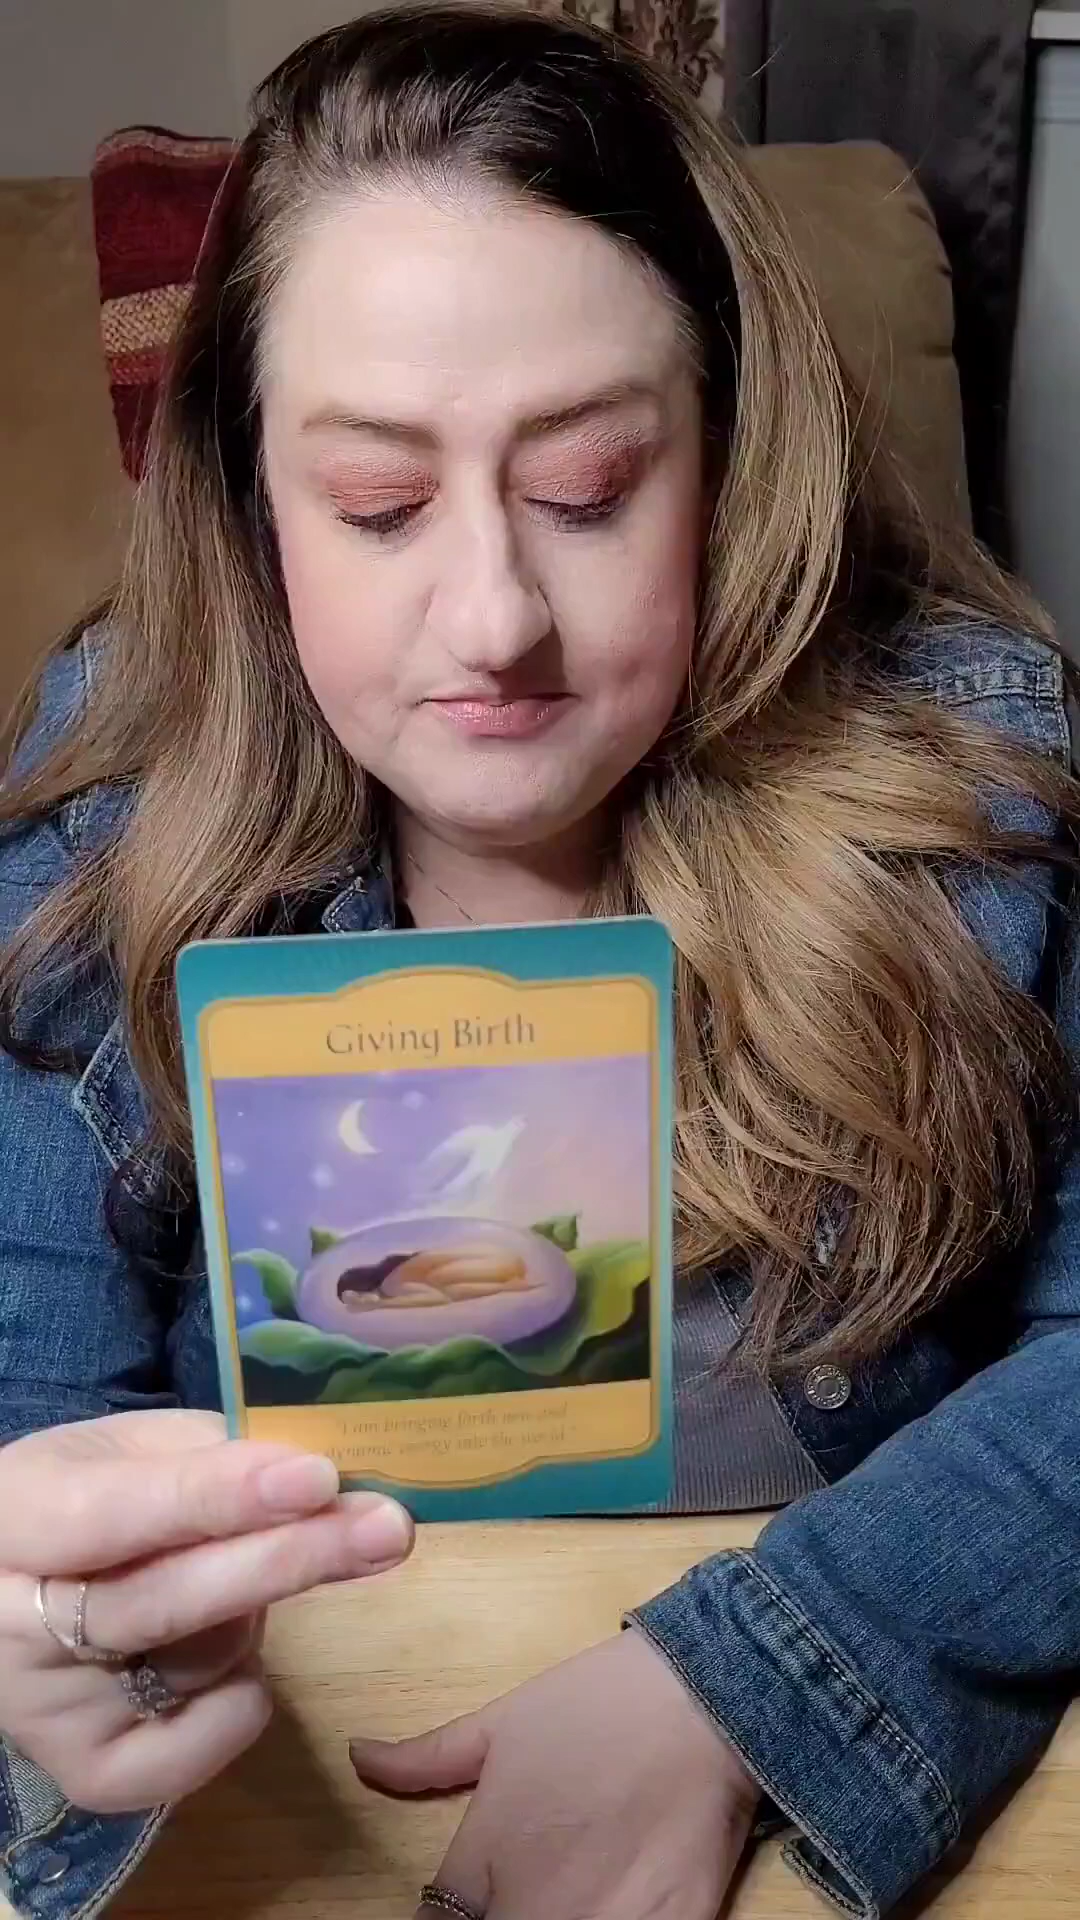 Giving Birth
"I am bringing forth new and
dynamic energy into the world."